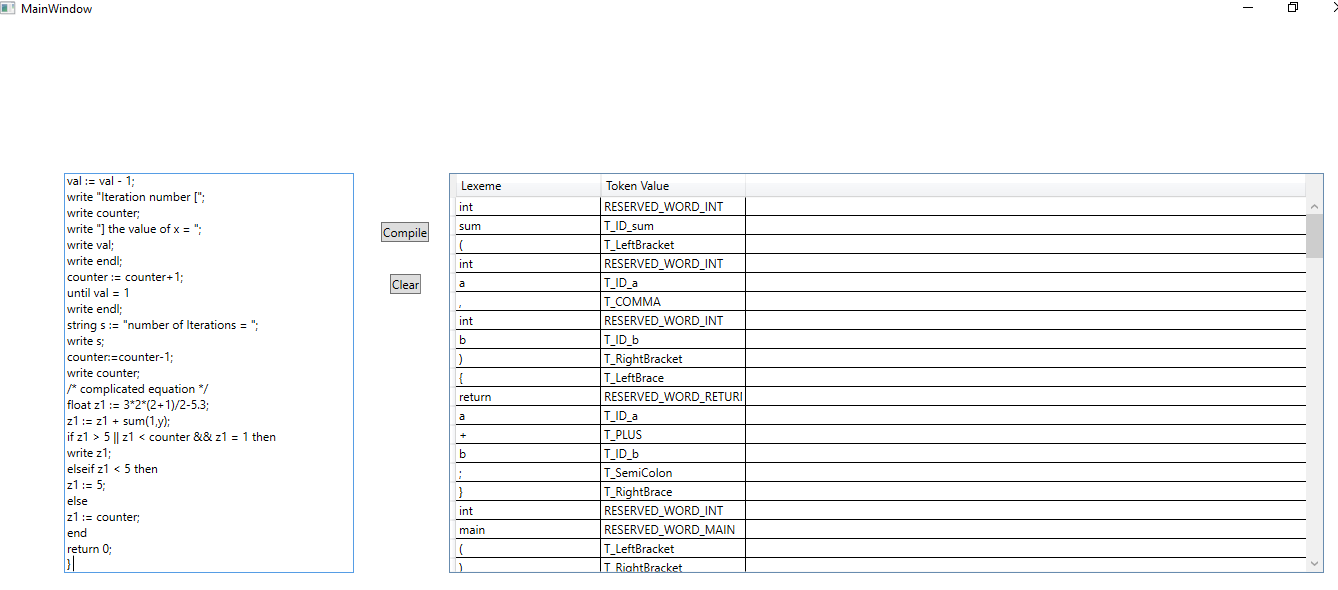 MainWindow
val := val - 1;
write "Iteration number [";
write counter;
write "] the value of x = ";
write val;
write endl;
counter := counter+1;
until val = 1
write endl;
string s := "number of Iterations = ";
write s;
counter:=counter-1;
write counter;
/* complicated equation */
float z1 := 3*2*(2+1)/2-5.3;
z1 := z1 + sum(1,y);
if z1 > 5 || z1 < counter && z1 = 1 then
write z1;
elseif z1 < 5 then
z1 := 5;
else
z1 := counter;
end
return 0;
}
Compile
Clear
Lexeme Token Value
int RESERVED_WORD_INT
sum T_ID_sum
( T_LeftBracket
int RESERVED_WORD_INT
a T_ID_a
, T_COMMA
int RESERVED_WORD_INT
b T_ID_b
) T_RightBracket
{ T_LeftBrace
return RESERVED_WORD_RETURI
a T_ID_a
+ T_PLUS
b T_ID_b
; T_SemiColon
} T_RightBrace
int RESERVED_WORD_INT
main RESERVED_WORD_MAIN
( T_LeftBracket
) T_RightBracket